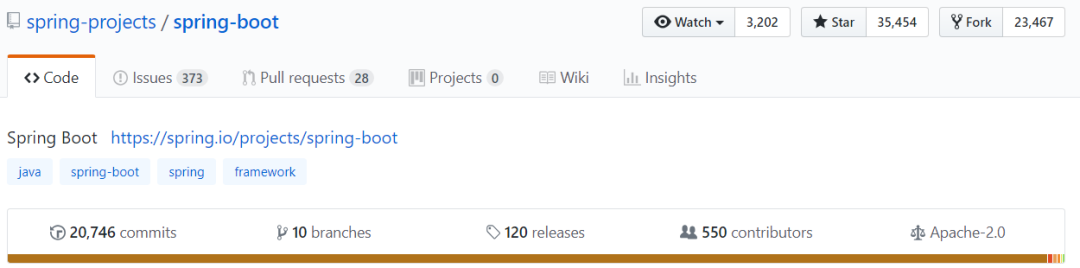 spring-projects / spring-boot Watch 3,202 Star 35,454 Fork 23,467
Code Issues 373 Pull requests 28 Projects 0 Wiki Insights
Spring Boot https://spring.io/projects/spring-boot
java spring-boot spring framework
20,746 commits 10 branches 120 releases 550 contributors Apache-2.0